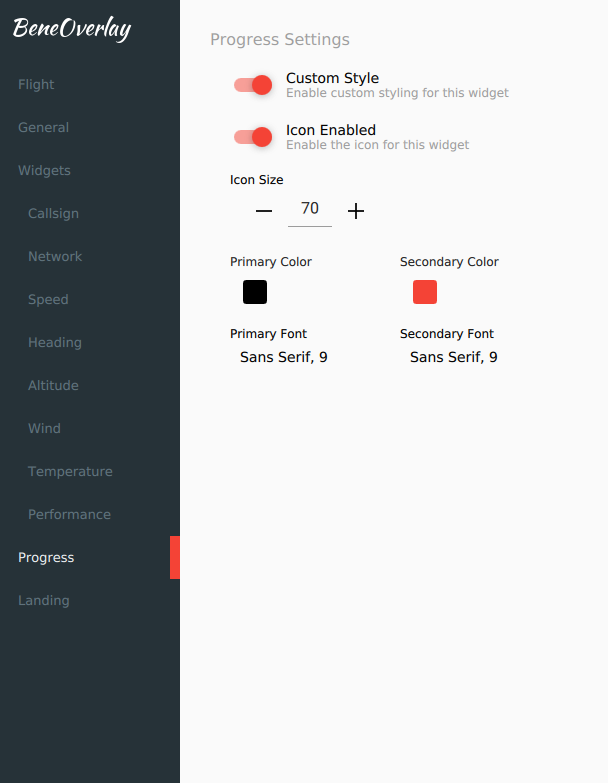 BeneOverlay
Flight
General
Widgets
Callsign
Network
Speed
Heading
Altitude
Wind
Temperature
Performance
Progress
Landing
Progress Settings
Custom Style
Enable custom styling for this widget
Icon Enabled
Enable the icon for this widget
Icon Size
70
Primary Color
Secondary Color
Primary Font
Secondary Font
Sans Serif, 9
Sans Serif, 9